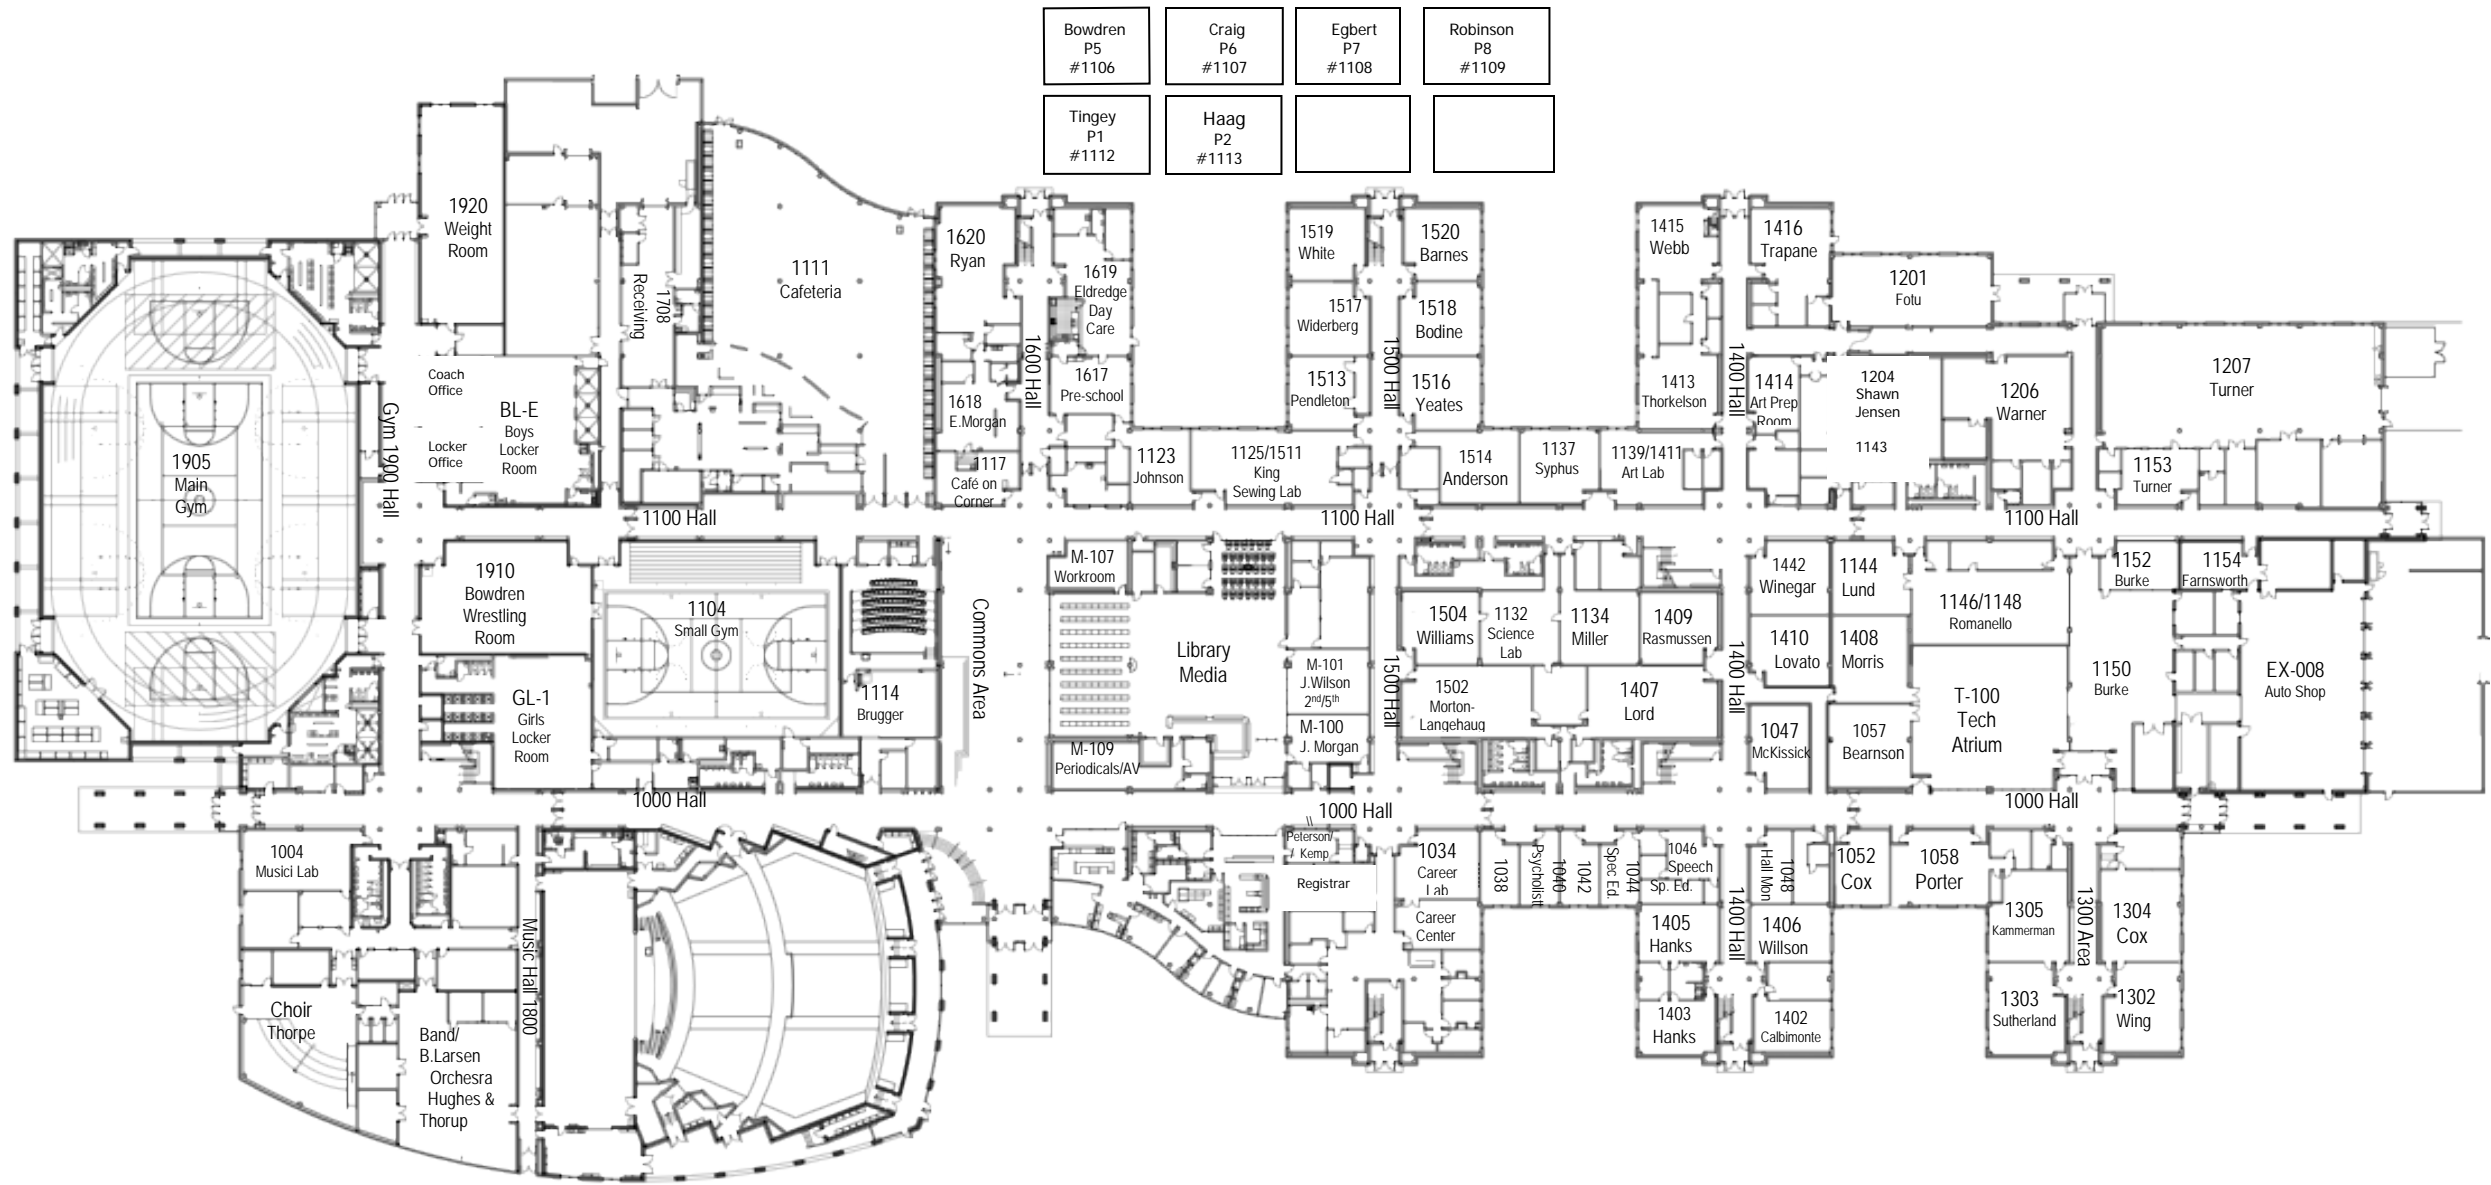 Bowdren
P5
#1106
Craig
P6
#1107
Egbert
P7
#1108
Robinson
P8
#1109
Tingey
P1
#1112
Haag
P2
#1113
1920
Weight
Room
1708
Receiving
1111
Cafeteria
1620
Ryan
1600 Hall
1619
Eldredge
Day
Care
1617
Pre-school
1618
E.Morgan
1117
Café on
Corner
1123
Johnson
1125/1511
King
Sewing Lab
1519
White
1517
Widerberg
1513
Pendleton
1500 Hall
1520
Barnes
1518
Bodine
1516
Yeates
1514
Anderson
1137
Syphus
1139/1411
Art Lab
1415
Webb
1413
Thorkelson
1400 Hall
1416
Trapane
1414
Art Prep
Room
1201
Fotu
1204
Shawn
Jensen
1143
1206
Warner
1207
Turner
1153
Turner
Coach
Office
Locker
Office
BL-E
Boys
Locker
Room
Gym 1900 Hall
1905
Main
Gym
1100 Hall
1100 Hall
1100 Hall
1910
Bowdren
Wrestling
Room
1104
Small Gym
GL-1
Girls
Locker
Room
1114
Brugger
Commons Area
M-107
Workroom
Library
Media
M-101
J.Wilson
2nd/5th
M-100
J. Morgan
M-109
Periodicals/AV
1500 Hall
1504
Williams
1132
Science
Lab
1134
Miller
1409
Rasmussen
1502
Morton-
Langehaug
1407
Lord
1400 Hall
1442
Winegar
1144
Lund
1410
Lovato
1408
Morris
1047
McKissick
1057
Bearnson
1146/1148
Romanello
T-100
Tech
Atrium
1152
Burke
1154
Farnsworth
1150
Burke
EX-008
Auto Shop
1000 Hall
1000 Hall
1000 Hall
1004
Musici Lab
Music Hall 1800
Choir
Thorpe
Band/
B.Larsen
Orchesra
Hughes &
Thorup
\\
Peterson/
/ Kemp
Registrar
1034
Career
Lab
Career
Center
1038
1040
Psycholist
1042
1044
Spec Ed.
1046
Speech
Sp. Ed.
1405
Hanks
1403
Hanks
1400 Hall
1048
Hall Mon
1406
Willson
1402
Calbimonte
1052
Cox
1058
Porter
1305
Kammerman
1303
Sutherland
1300 Area
1304
Cox
1302
Wing